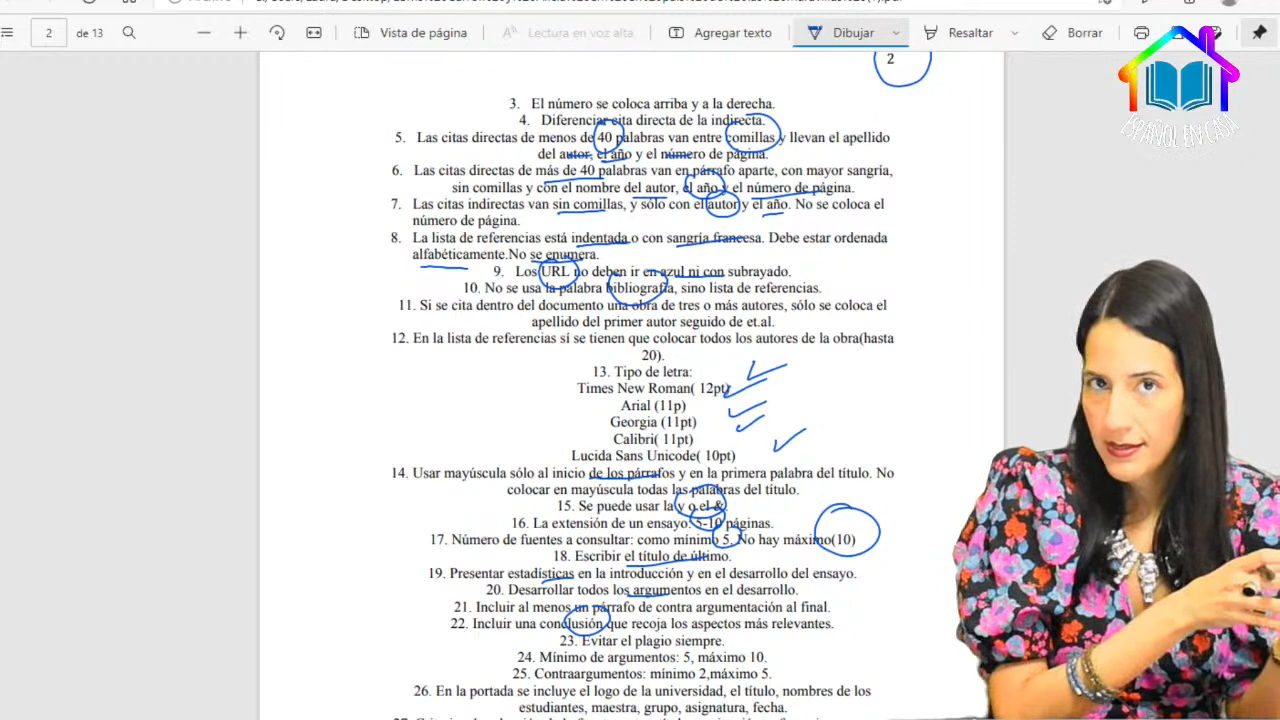 2
de 13
Vista de página
Lectura en voz alta
Agregar texto
Dibujar
Resaltar
Borrar
ESPAÑOL EN CASA
2
3. El número se coloca arriba y a la derecha.
4. Diferenciar cita directa de la indirecta.
5. Las citas directas de menos de 40 palabras van entre comillas y llevan el apellido
del autor, el año y el número de página.
6. Las citas directas de más de 40 palabras van en párrafo aparte, con mayor sangría,
sin comillas y con el nombre del autor, el año y el número de página.
7. Las citas indirectas van sin comillas, y sólo con el autor y el año. No se coloca el
número de página.
8. La lista de referencias está indentada o con sangría francesa. Debe estar ordenada
alfabéticamente.No se enumera.
9. Los URL no deben ir en azul ni con subrayado.
10. No se usa la palabra bibliografía, sino lista de referencias.
11. Si se cita dentro del documento una obra de tres o más autores, sólo se coloca el
apellido del primer autor seguido de et.al.
12. En la lista de referencias sí se tienen que colocar todos los autores de la obra(hasta
20).
13. Tipo de letra:
Times New Roman( 12pt)
Arial (11p)
Georgia (11pt)
Calibri( 11pt)
Lucida Sans Unicode( 10pt)
14. Usar mayúscula sólo al inicio de los párrafos y en la primera palabra del título. No
colocar en mayúscula todas las palabras del título.
15. Se puede usar la y o el &.
16. La extensión de un ensayo: 5-10 páginas.
17. Número de fuentes a consultar: como mínimo 5. No hay máximo(10)
18. Escribir el título de último.
19. Presentar estadísticas en la introducción y en el desarrollo del ensayo.
20. Desarrollar todos los argumentos en el desarrollo.
21. Incluir al menos un párrafo de contra argumentación al final.
22. Incluir una conclusión que recoja los aspectos más relevantes.
23. Evitar el plagio siempre.
24. Mínimo de argumentos: 5, máximo 10.
25. Contraargumentos: mínimo 2,máximo 5.
26. En la portada se incluye el logo de la universidad, el título, nombres de los
estudiantes, maestra, grupo, asignatura, fecha.